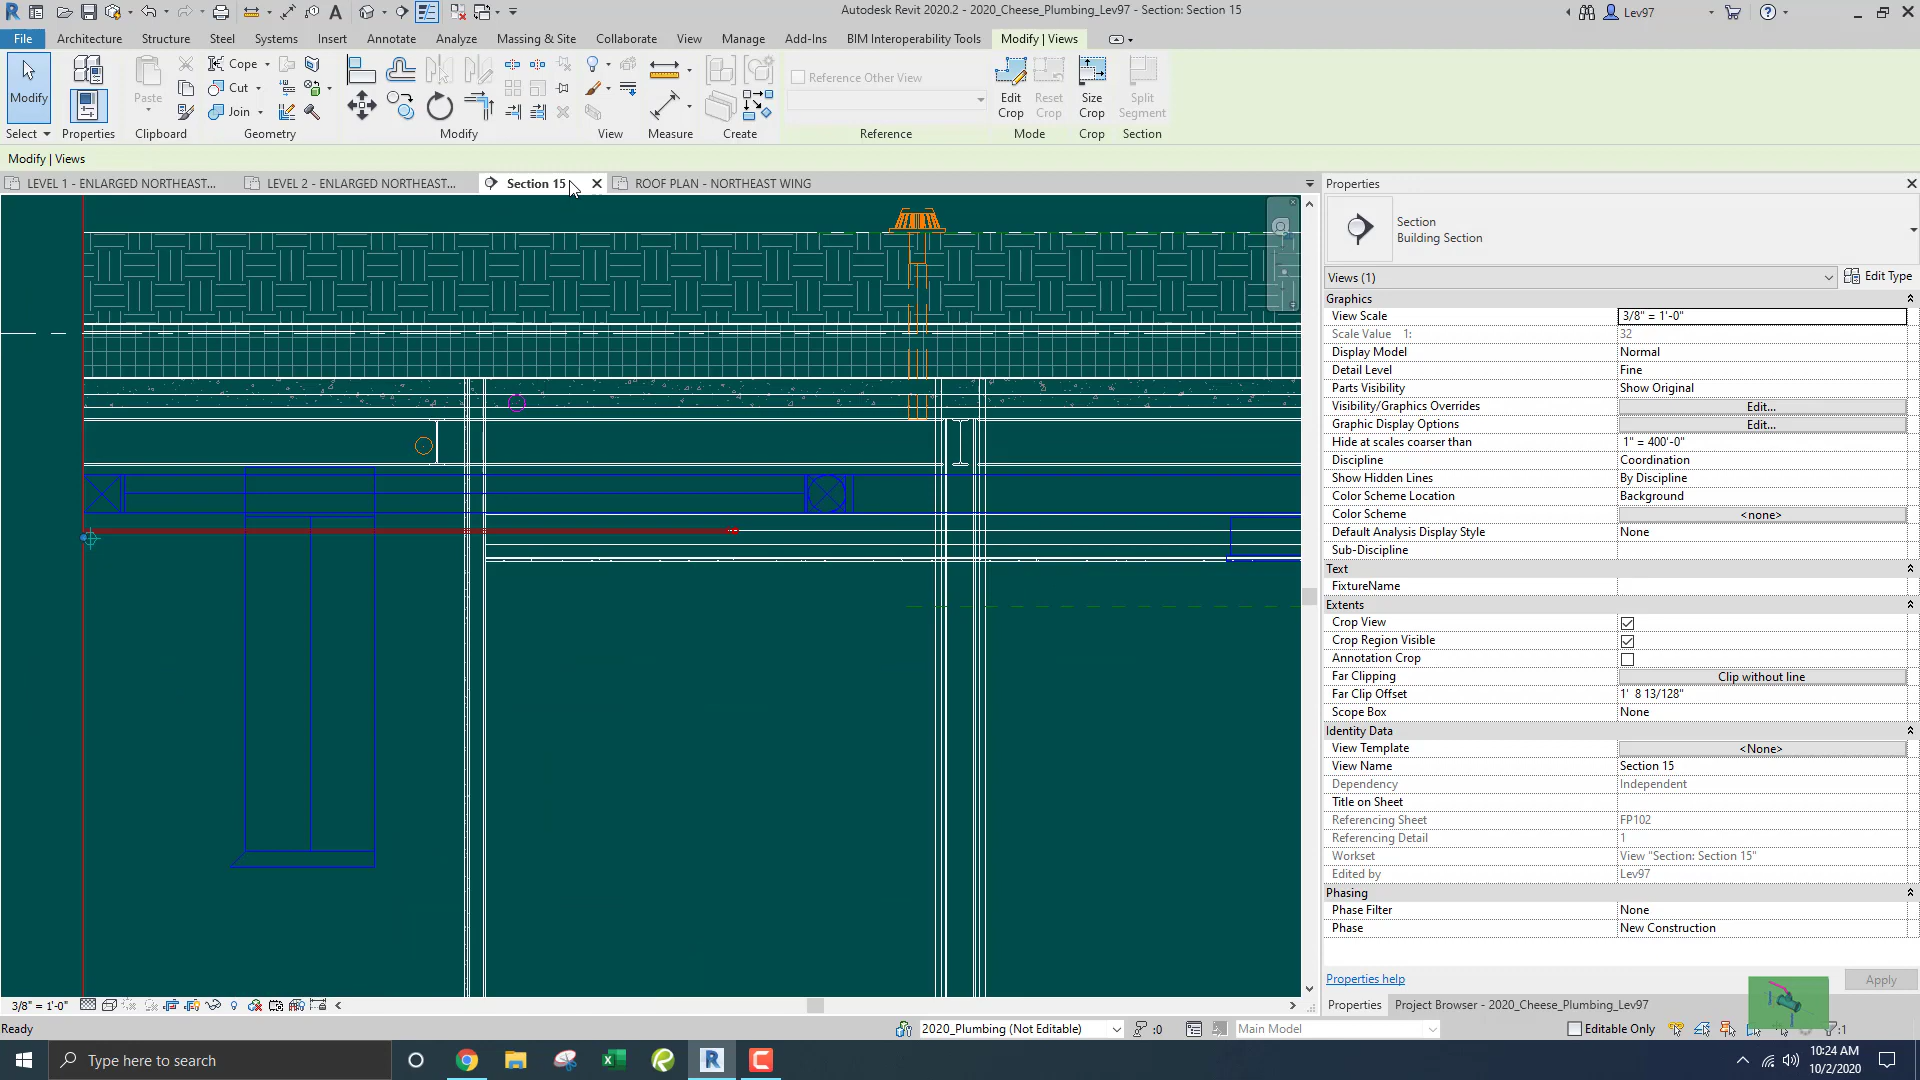 Autodesk Revit 2020.2 - 2020_Cheese_Plumbing_Lev97 - Section: Section 15
Lev97
File Architecture Structure Steel Systems Insert Annotate Analyze Massing & Site Collaborate View Manage Add-Ins BIM Interoperability Tools Modify | Views
Modify
Paste
Cope
Cut
Join
Reference Other View
Edit Crop
Reset Crop
Size Crop
Split Segment
Select Properties Clipboard Geometry Modify View Measure Create Reference Mode Crop Section
Modify | Views
LEVEL 1 - ENLARGED NORTHEAST... LEVEL 2 - ENLARGED NORTHEAST... Section 15 ROOF PLAN - NORTHEAST WING
Properties
Section
Building Section
Views (1) Edit Type
Graphics
View Scale 3/8" = 1'-0"
Scale Value 1: 32
Display Model Normal
Detail Level Fine
Parts Visibility Show Original
Visibility/Graphics Overrides Edit...
Graphic Display Options Edit...
Hide at scales coarser than 1" = 400'-0"
Discipline Coordination
Show Hidden Lines By Discipline
Color Scheme Location Background
Color Scheme <none>
Default Analysis Display Style None
Sub-Discipline
Text
FixtureName
Extents
Crop View
Crop Region Visible
Annotation Crop
Far Clipping Clip without line
Far Clip Offset 1' 8 13/128"
Scope Box None
Identity Data
View Template <None>
View Name Section 15
Dependency Independent
Title on Sheet
Referencing Sheet FP102
Referencing Detail 1
Workset View "Section: Section 15"
Edited by Lev97
Phasing
Phase Filter None
Phase New Construction
Properties help Apply
3/8" = 1'-0" Properties Project Browser - 2020_Cheese_Plumbing_Lev97
Ready 2020_Plumbing (Not Editable) :0 Main Model Editable Only :1
Type here to search
10:24 AM
10/2/2020